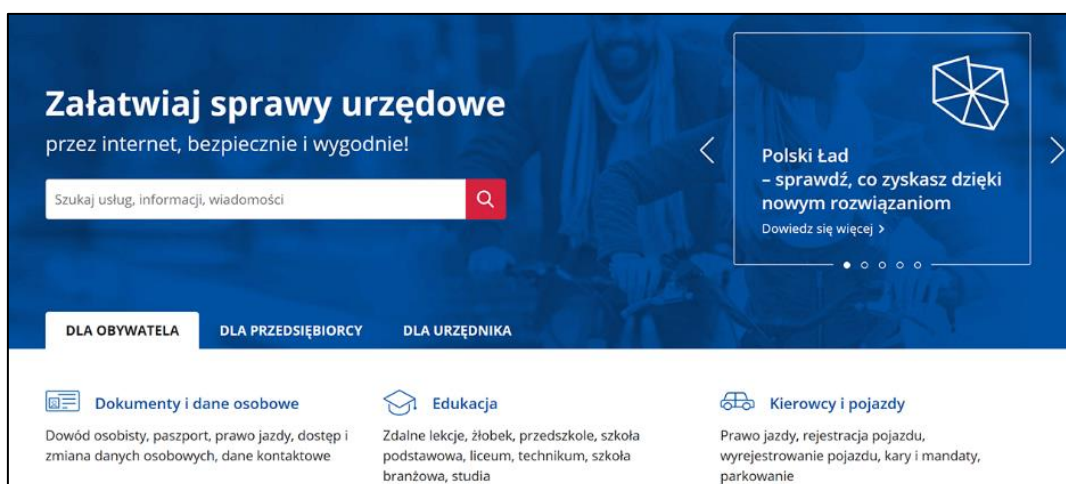 Załatwiaj sprawy urzędowe
przez internet, bezpiecznie i wygodnie!
Szukaj usług, informacji, wiadomości
Polski Ład
– sprawdź, co zyskasz dzięki
nowym rozwiązaniom
Dowiedz się więcej >
DLA OBYWATELA
DLA PRZEDSIĘBIORCY
DLA URZĘDNIKA
Dokumenty i dane osobowe
Dowód osobisty, paszport, prawo jazdy, dostęp i
zmiana danych osobowych, dane kontaktowe
Edukacja
Zdalne lekcje, żłobek, przedszkole, szkoła
podstawowa, liceum, technikum, szkoła
branżowa, studia
Kierowcy i pojazdy
Prawo jazdy, rejestracja pojazdu,
wyrejestrowanie pojazdu, kary i mandaty,
parkowanie